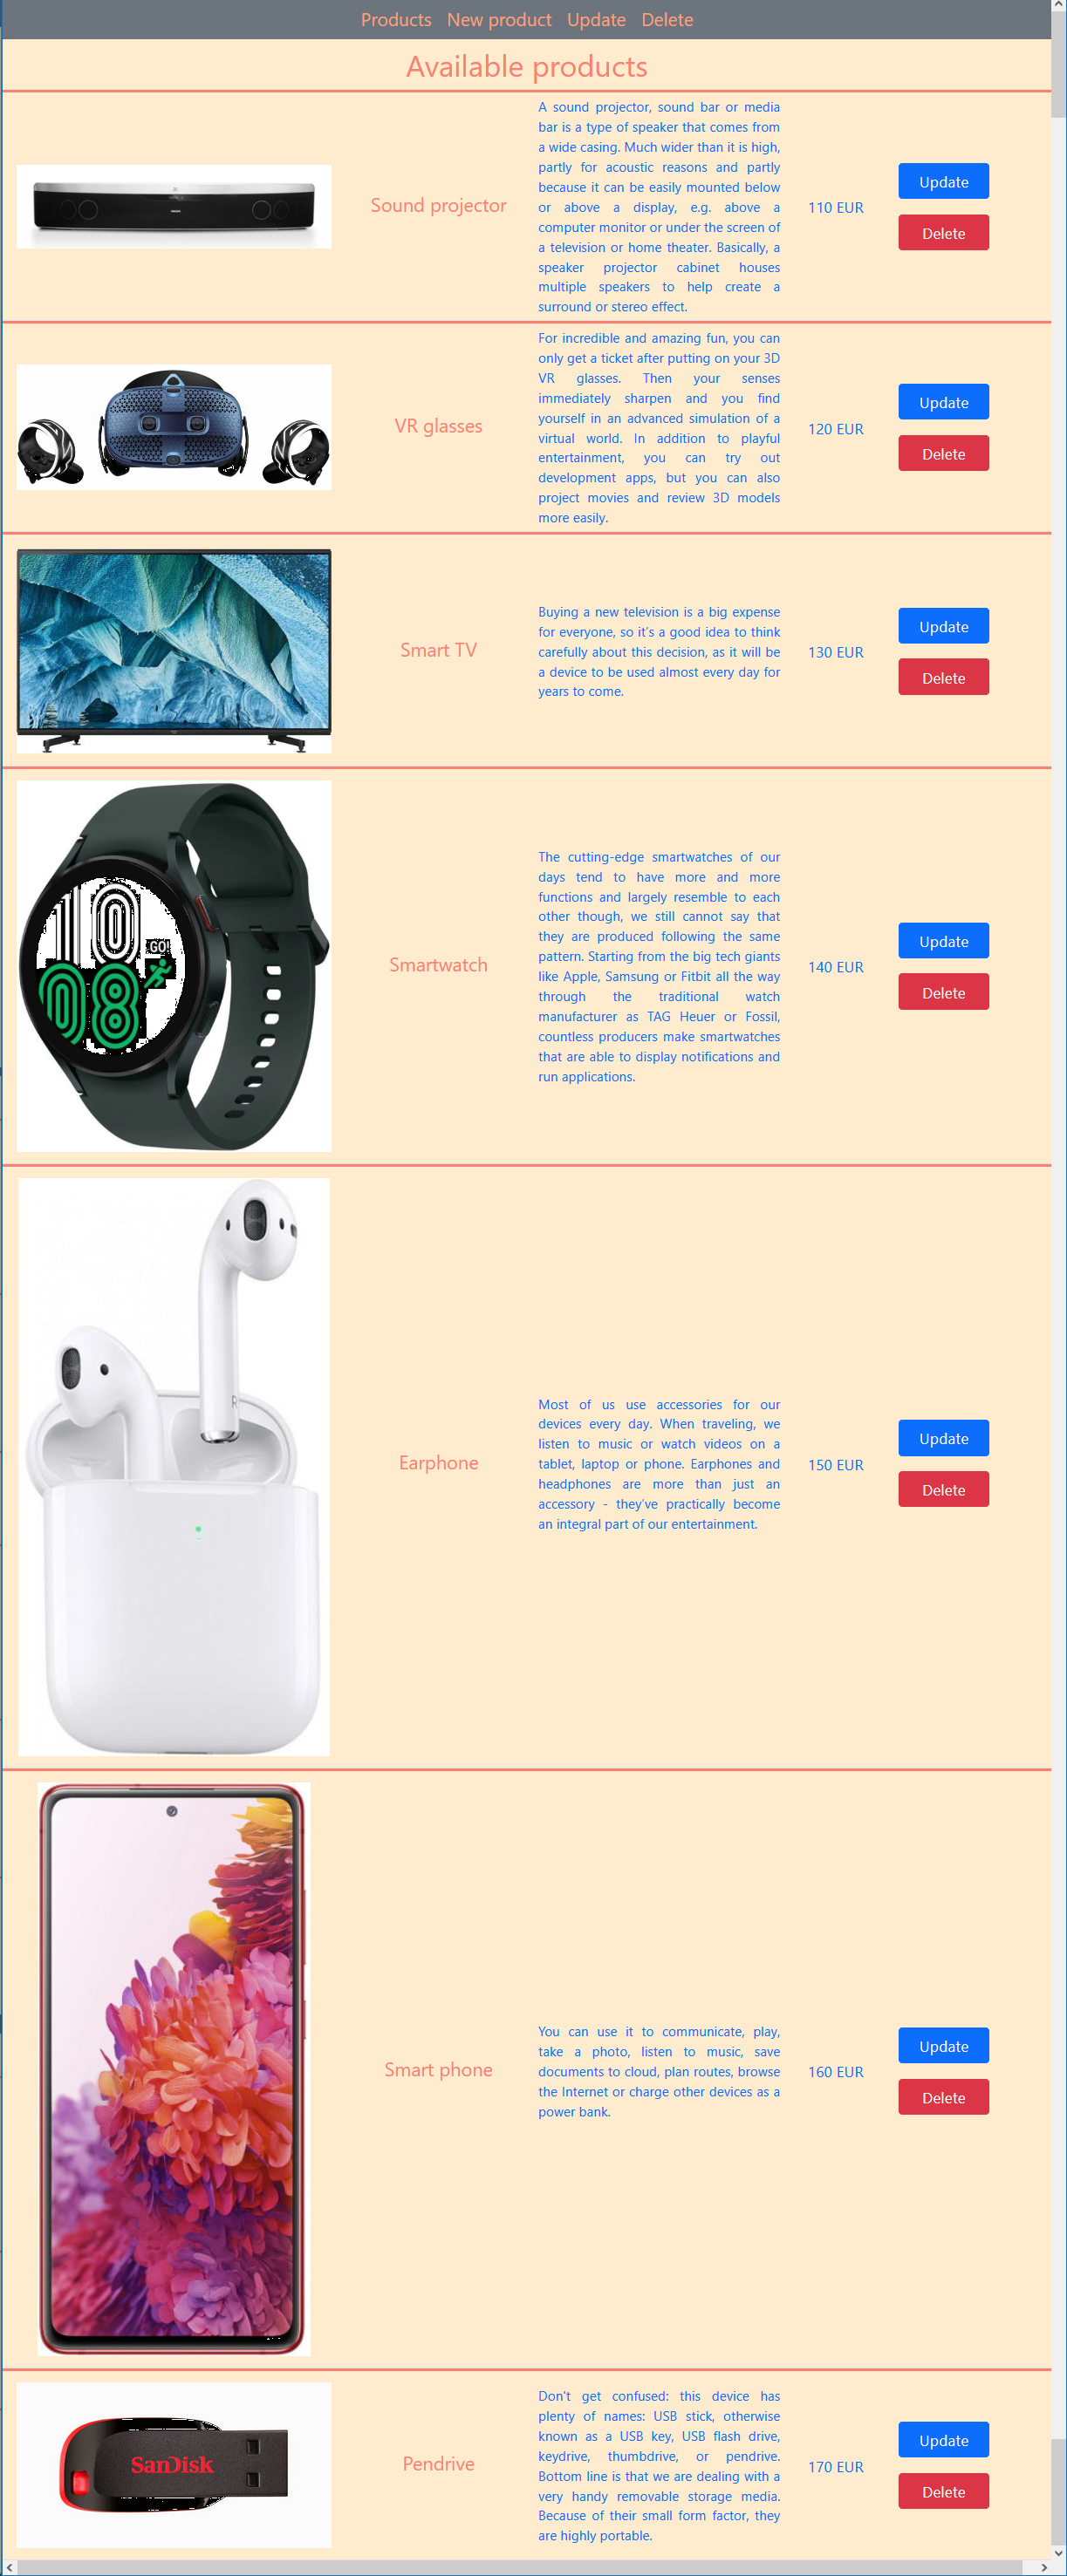 Products New product Update Delete
Available products
A sound projector, sound bar or media
bar is a type of speaker that comes from
a wide casing. Much wider than it is high,
partly for acoustic reasons and partly
because it can be easily mounted below
or above a display, e.g. above a
computer monitor or under the screen of
a television or home theater. Basically, a
speaker projector cabinet houses
multiple speakers to help create a
surround or stereo effect.
Sound projector
110 EUR
Update
Delete
For incredible and amazing fun, you can
only get a ticket after putting on your 3D
VR glasses. Then your senses
immediately sharpen and you find
yourself in an advanced simulation of a
virtual world. In addition to playful
entertainment, you can try out
development apps, but you can also
project movies and review 3D models
more easily.
VR glasses
120 EUR
Update
Delete
Buying a new television is a big expense
for everyone, so it's a good idea to think
carefully about this decision, as it will be
a device to be used almost every day for
years to come.
Smart TV
130 EUR
Update
Delete
GO!
08
The cutting-edge smartwatches of our
days tend to have more and more
functions and largely resemble to each
other though, we still cannot say that
they are produced following the same
pattern. Starting from the big tech giants
like Apple, Samsung or Fitbit all the way
through the traditional watch
manufacturer as TAG Heuer or Fossil,
countless producers make smartwatches
that are able to display notifications and
run applications.
Smartwatch
140 EUR
Update
Delete
R
Most of us use accessories for our
devices every day. When traveling, we
listen to music or watch videos on a
tablet, laptop or phone. Earphones and
headphones are more than just an
accessory - they've practically become
an integral part of our entertainment.
Earphone
150 EUR
Update
Delete
You can use it to communicate, play,
take a photo, listen to music, save
documents to cloud, plan routes, browse
the Internet or charge other devices as a
power bank.
Smart phone
160 EUR
Update
Delete
SanDisk
Don't get confused: this device has
plenty of names: USB stick, otherwise
known as a USB key, USB flash drive,
keydrive, thumbdrive, or pendrive.
Bottom line is that we are dealing with a
very handy removable storage media.
Because of their small form factor, they
are highly portable.
Pendrive
170 EUR
Update
Delete